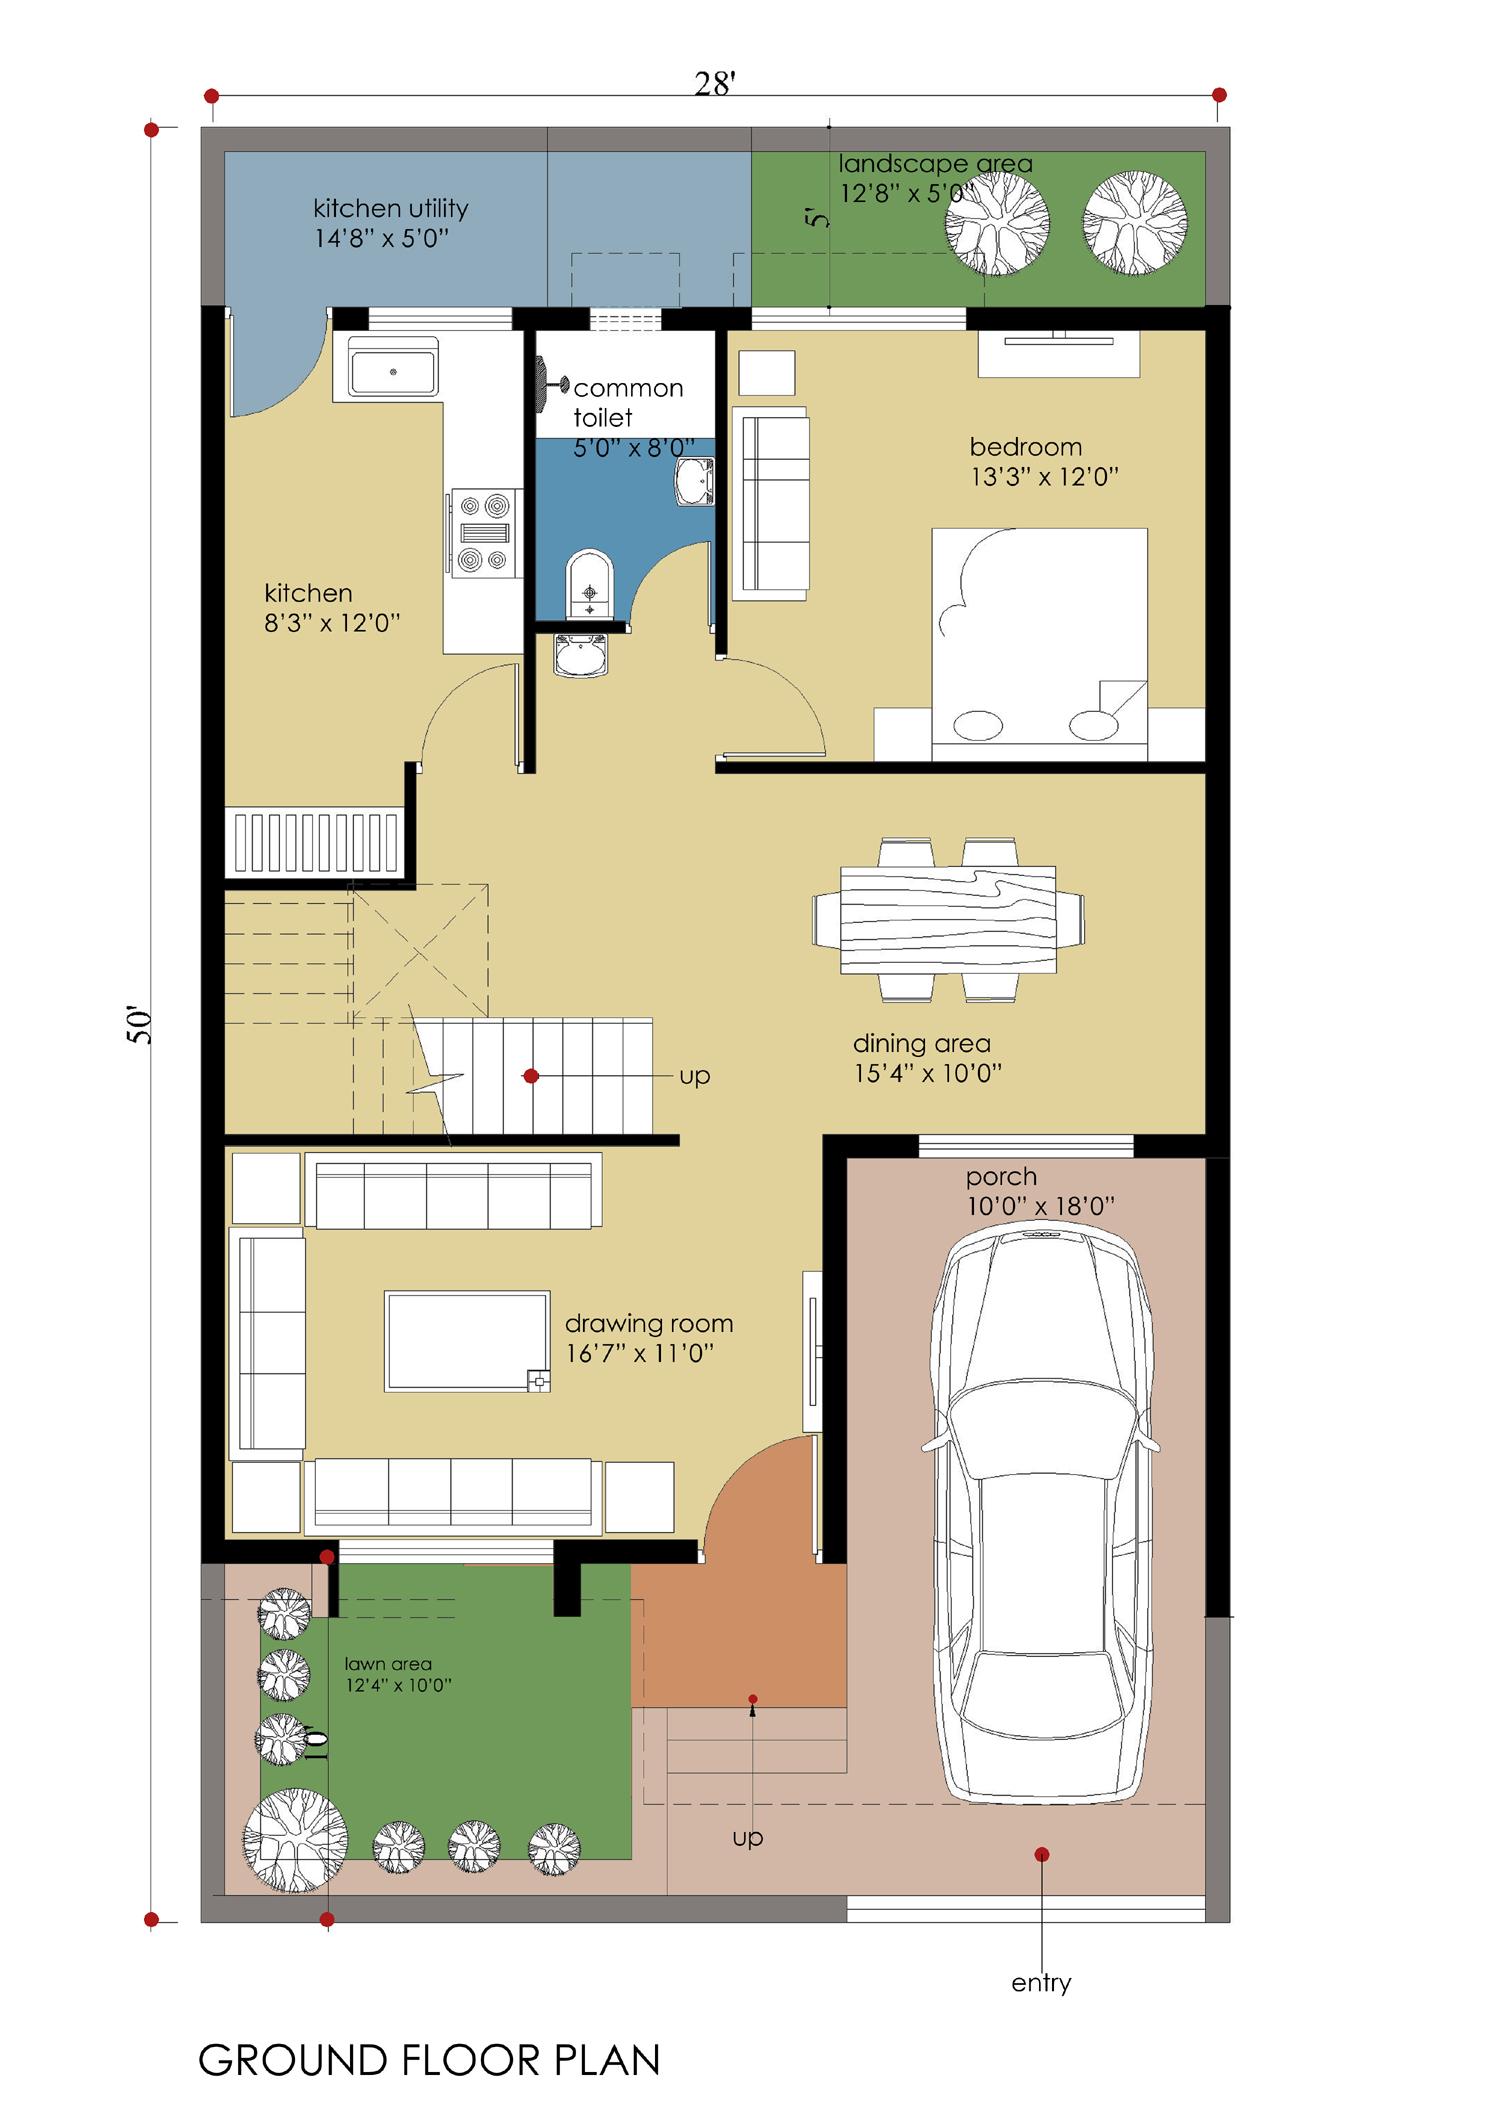 28'
landscape area
12'8" x 5'0"
kitchen utility
14'8" x 5'0"
5'
common
toilet
5'0" x 8'0"
bedroom
13'3" x 12'0"
kitchen
8'3" x 12'0"
50'
dining area
15'4" x 10'0"
up
porch
10'0" x 18'0"
drawing room
16'7" x 11'0"
lawn area
12'4" x 10'0"
10'
up
entry
GROUND FLOOR PLAN